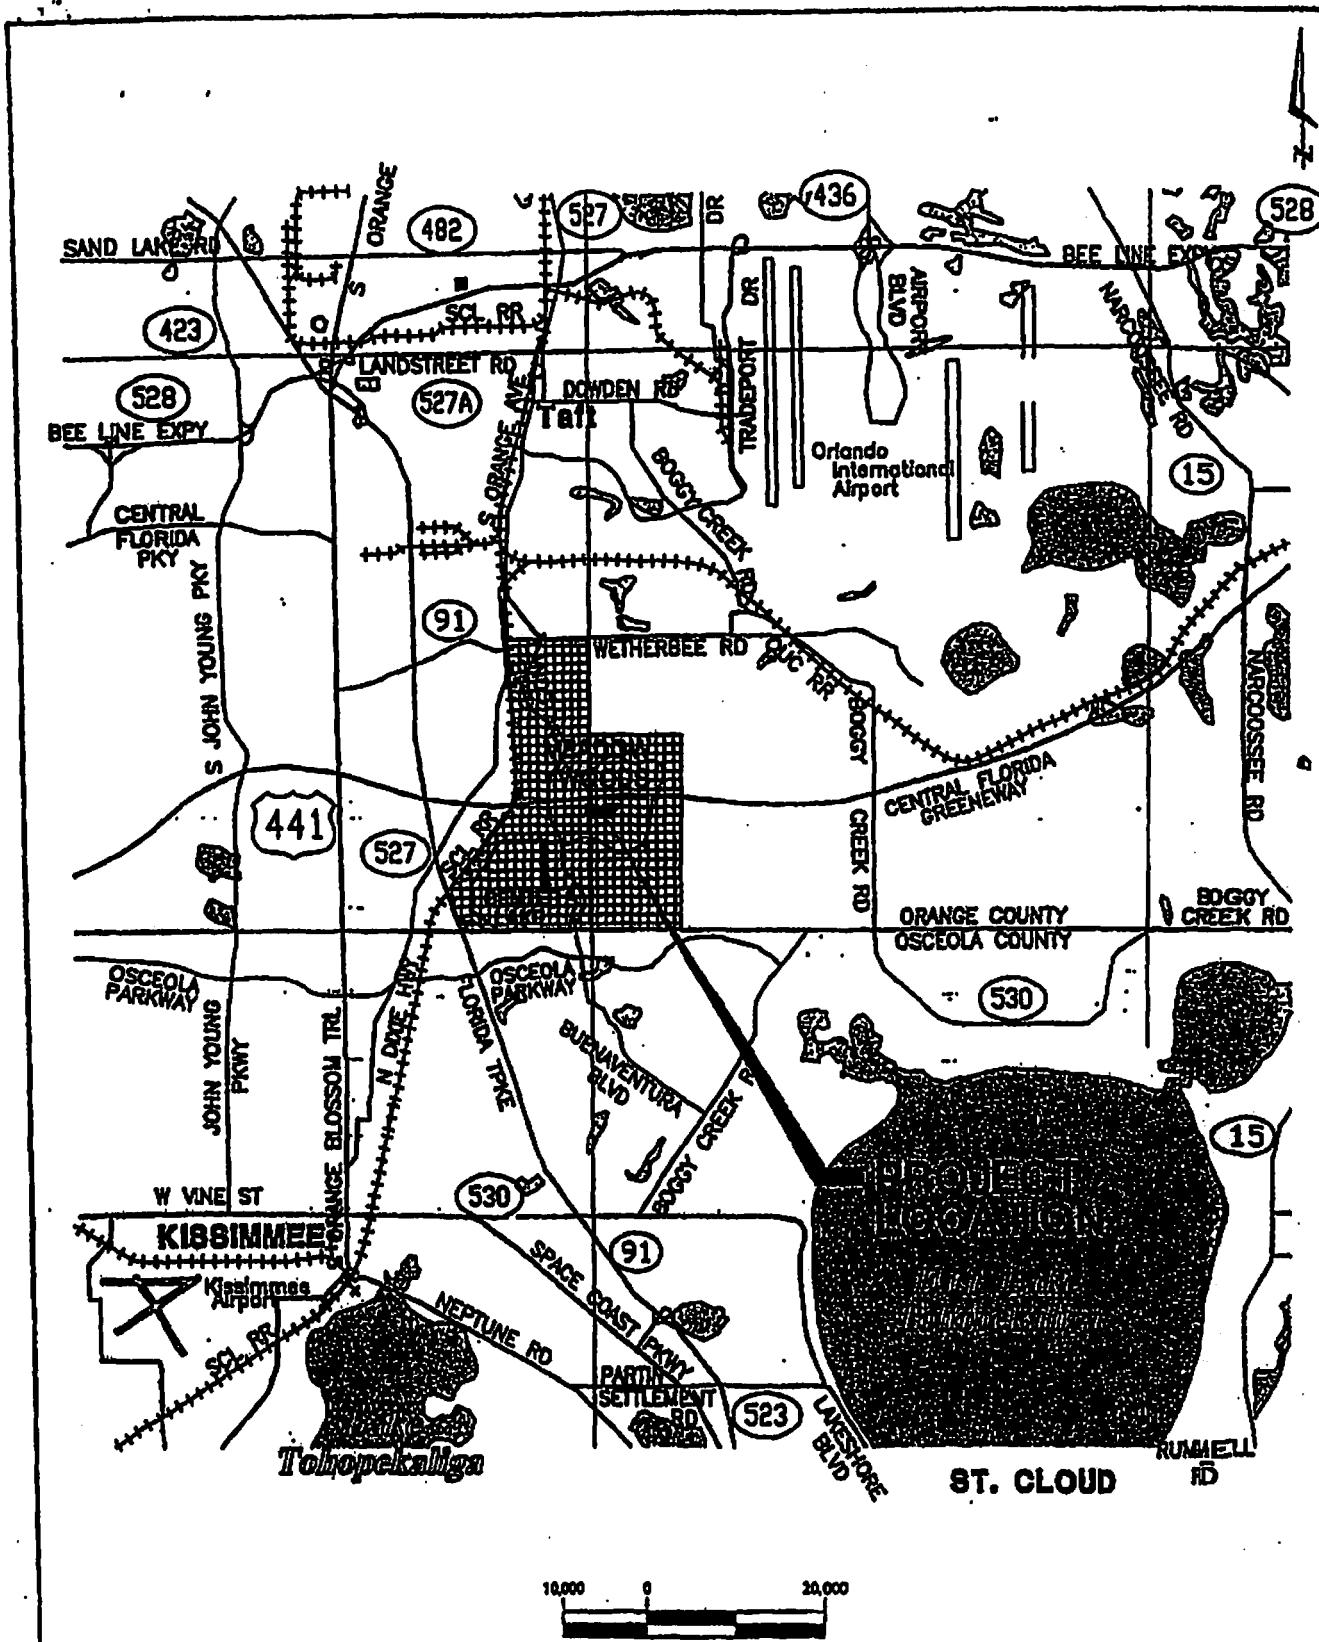 ORANGE
S
482
527
DR
436
528
SAND LAKE RD
BEE LINE EXPY
AIRPORT
BLVD
423
SCL RR
TRADEPORT DR
NARCOOSSEE RD
LANDSTREET RD
528
527A
DOWDEN RD
Taft
BEE LINE EXPY
S ORANGE AVE
BOGGY CREEK RD
Orlando
International
Airport
15
CENTRAL
FLORIDA
PKY
S JOHN YOUNG PKY
91
WETHERBEE RD
OUC RR
BOGGY
CREEK RD
NARCOOSSEE RD
CENTRAL FLORIDA
GREENEWAY
441
527
SCL RR
ORANGE COUNTY
OSCEOLA COUNTY
BOGGY
CREEK RD
OSCEOLA
PARKWAY
OSCEOLA
PARKWAY
530
JOHN YOUNG
PKWY
ORANGE BLOSSOM TRL
N DIXIE HWY
FLORIDA TPKE
BUENAVENTURA
BLVD
BOGGY CREEK R
15
W VINE ST
530
PROJECT
LOCATION
KISSIMMEE
91
Kissimmee
Airport
SPACE COAST PKWY
NEPTUNE RD
SCL RR
PARTIN
SETTLEMENT
RD
523
LAKESHORE
BLVD
Tohopekaliga
ST. CLOUD
RUMMELL
RD
10,000
0
20,000